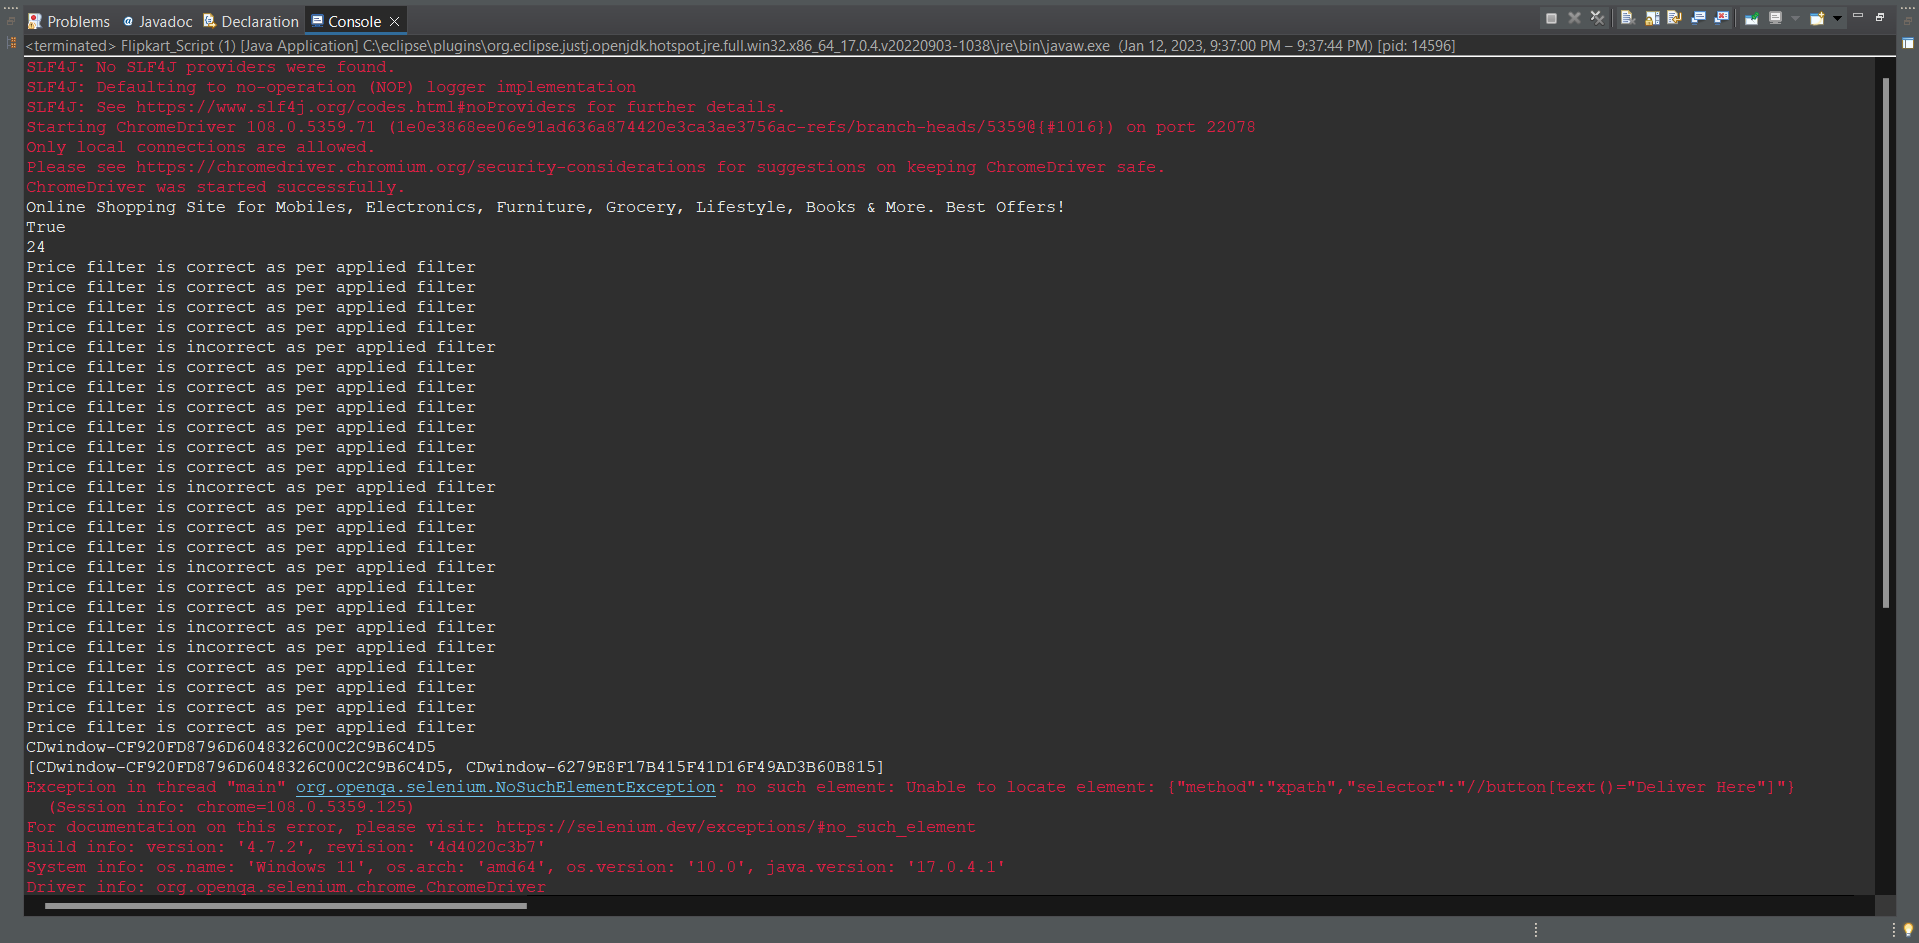 Problems @ Javadoc Declaration Console
<terminated> Flipkart_Script (1) [Java Application] C:\eclipse\plugins\org.eclipse.justj.openjdk.hotspot.jre.full.win32.x86_64_17.0.4.v20220903-1038\jre\bin\javaw.exe (Jan 12, 2023, 9:37:00 PM – 9:37:44 PM) [pid: 14596]
SLF4J: No SLF4J providers were found.
SLF4J: Defaulting to no-operation (NOP) logger implementation
SLF4J: See https://www.slf4j.org/codes.html#noProviders for further details.
Starting ChromeDriver 108.0.5359.71 (1e0e3868ee06e91ad636a874420e3ca3ae3756ac-refs/branch-heads/5359@{#1016}) on port 22078
Only local connections are allowed.
Please see https://chromedriver.chromium.org/security-considerations for suggestions on keeping ChromeDriver safe.
ChromeDriver was started successfully.
Online Shopping Site for Mobiles, Electronics, Furniture, Grocery, Lifestyle, Books & More. Best Offers!
True
24
Price filter is correct as per applied filter
Price filter is correct as per applied filter
Price filter is correct as per applied filter
Price filter is correct as per applied filter
Price filter is incorrect as per applied filter
Price filter is correct as per applied filter
Price filter is correct as per applied filter
Price filter is correct as per applied filter
Price filter is correct as per applied filter
Price filter is correct as per applied filter
Price filter is correct as per applied filter
Price filter is incorrect as per applied filter
Price filter is correct as per applied filter
Price filter is correct as per applied filter
Price filter is correct as per applied filter
Price filter is incorrect as per applied filter
Price filter is correct as per applied filter
Price filter is correct as per applied filter
Price filter is incorrect as per applied filter
Price filter is incorrect as per applied filter
Price filter is correct as per applied filter
Price filter is correct as per applied filter
Price filter is correct as per applied filter
Price filter is correct as per applied filter
CDwindow-CF920FD8796D6048326C00C2C9B6C4D5
[CDwindow-CF920FD8796D6048326C00C2C9B6C4D5, CDwindow-6279E8F17B415F41D16F49AD3B60B815]
Exception in thread "main" org.openqa.selenium.NoSuchElementException: no such element: Unable to locate element: {"method":"xpath","selector":"//button[text()="Deliver Here"]"}
(Session info: chrome=108.0.5359.125)
For documentation on this error, please visit: https://selenium.dev/exceptions/#no_such_element
Build info: version: '4.7.2', revision: '4d4020c3b7'
System info: os.name: 'Windows 11', os.arch: 'amd64', os.version: '10.0', java.version: '17.0.4.1'
Driver info: org.openqa.selenium.chrome.ChromeDriver